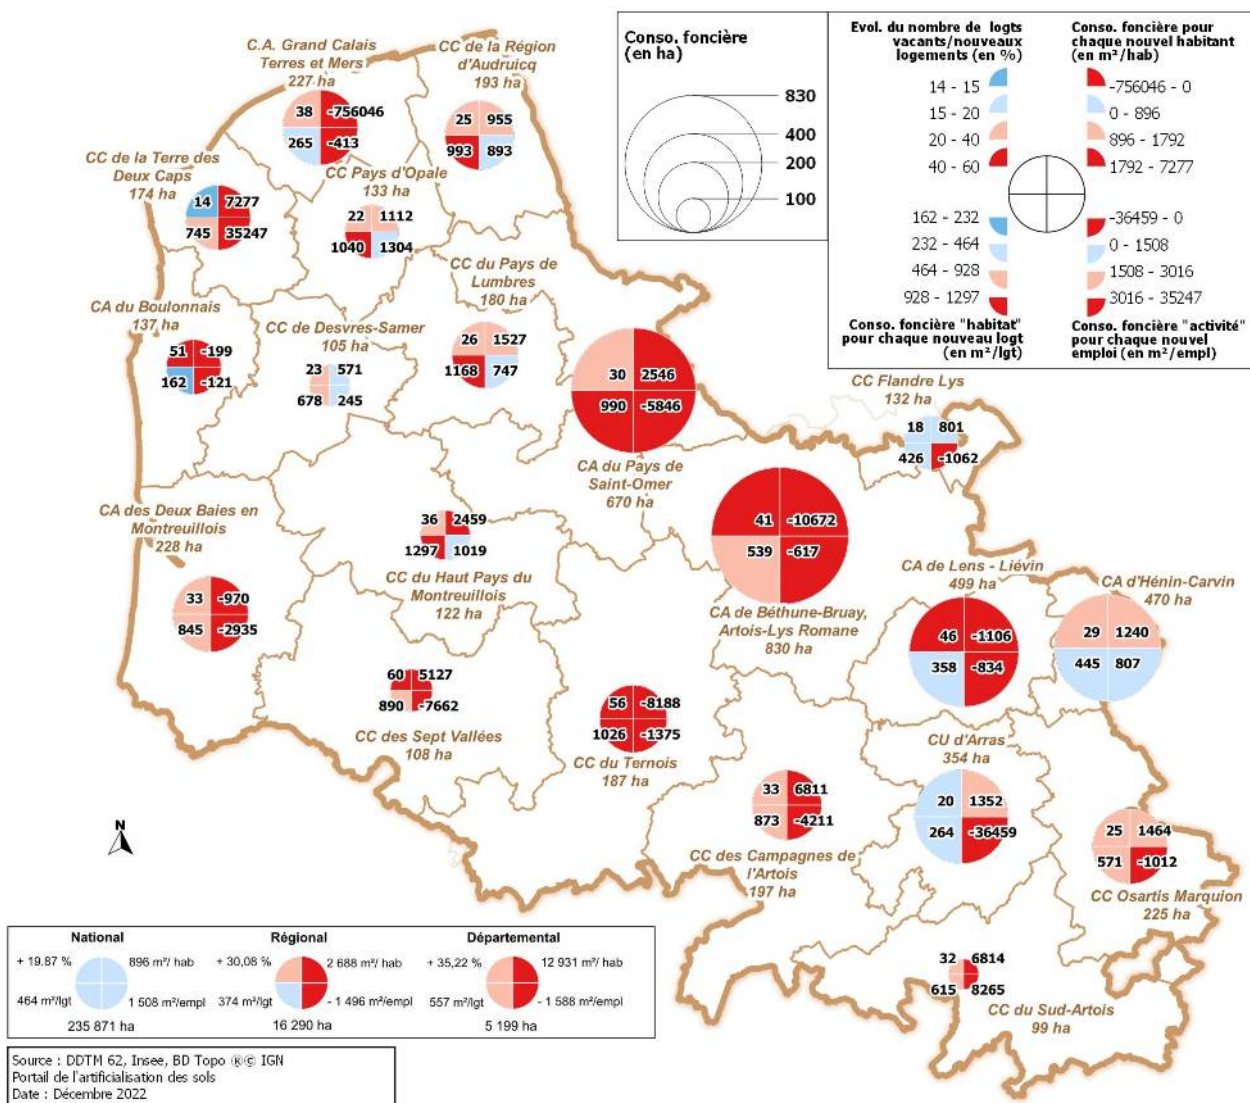 Conso. foncière
(en ha)
830
400
200
100
Evol. du nombre de logts
vacants/nouveaux
logements (en %)
14 - 15
15 - 20
20 - 40
40 - 60
Conso. foncière pour
chaque nouvel habitant
(en m²/hab)
-756046 - 0
0 - 896
896 - 1792
1792 - 7277
162 - 232
232 - 464
464 - 928
928 - 1297
Conso. foncière "habitat"
pour chaque nouveau logt
(en m²/lgt)
-36459 - 0
0 - 1508
1508 - 3016
3016 - 35247
Conso. foncière "activité"
pour chaque nouvel
emploi (en m²/empl)
C.A. Grand Calais
Terres et Mers
227 ha
38 -756046
265 -413
CC de la Région
d'Audruicq
193 ha
25 955
993 893
CC de la Terre des
Deux Caps
174 ha
14 7277
745 35247
CC Pays d'Opale
133 ha
22 1112
1040 1304
CC du Pays de
Lumbres
180 ha
26 1527
1168 747
CA du Boulonnais
137 ha
51 -199
162 -121
CC de Desvres-Samer
105 ha
23 571
678 245
30 2546
990 -5846
CA du Pays de
Saint-Omer
670 ha
CC Flandre Lys
132 ha
18 801
426 -1062
CA des Deux Baies en
Montreuillois
228 ha
33 -970
845 -2935
36 2459
1297 1019
CC du Haut Pays du
Montreuillois
122 ha
41 -10672
539 -617
CA de Béthune-Bruay,
Artois-Lys Romane
830 ha
CA de Lens - Liévin
499 ha
46 -1106
358 -834
CA d'Hénin-Carvin
470 ha
29 1240
445 807
60 5127
890 -7662
CC des Sept Vallées
108 ha
56 -8188
1026 -1375
CC du Ternois
187 ha
33 6811
873 -4211
CC des Campagnes de
l'Artois
197 ha
CU d'Arras
354 ha
20 1352
264 -36459
25 1464
571 -1012
CC Osartis Marquion
225 ha
32 6814
615 8265
CC du Sud-Artois
99 ha
N
National
+ 19.87 % 896 m²/ hab
464 m²/lgt 1 508 m²/empl
235 871 ha
Régional
+ 30,08 % 2 688 m²/ hab
374 m²/lgt - 1 496 m²/empl
16 290 ha
Départemental
+ 35,22 % 12 931 m²/ hab
557 m²/lgt - 1 588 m²/empl
5 199 ha
Source : DDTM 62, Insee, BD Topo ®© IGN
Portail de l'artificialisation des sols
Date : Décembre 2022